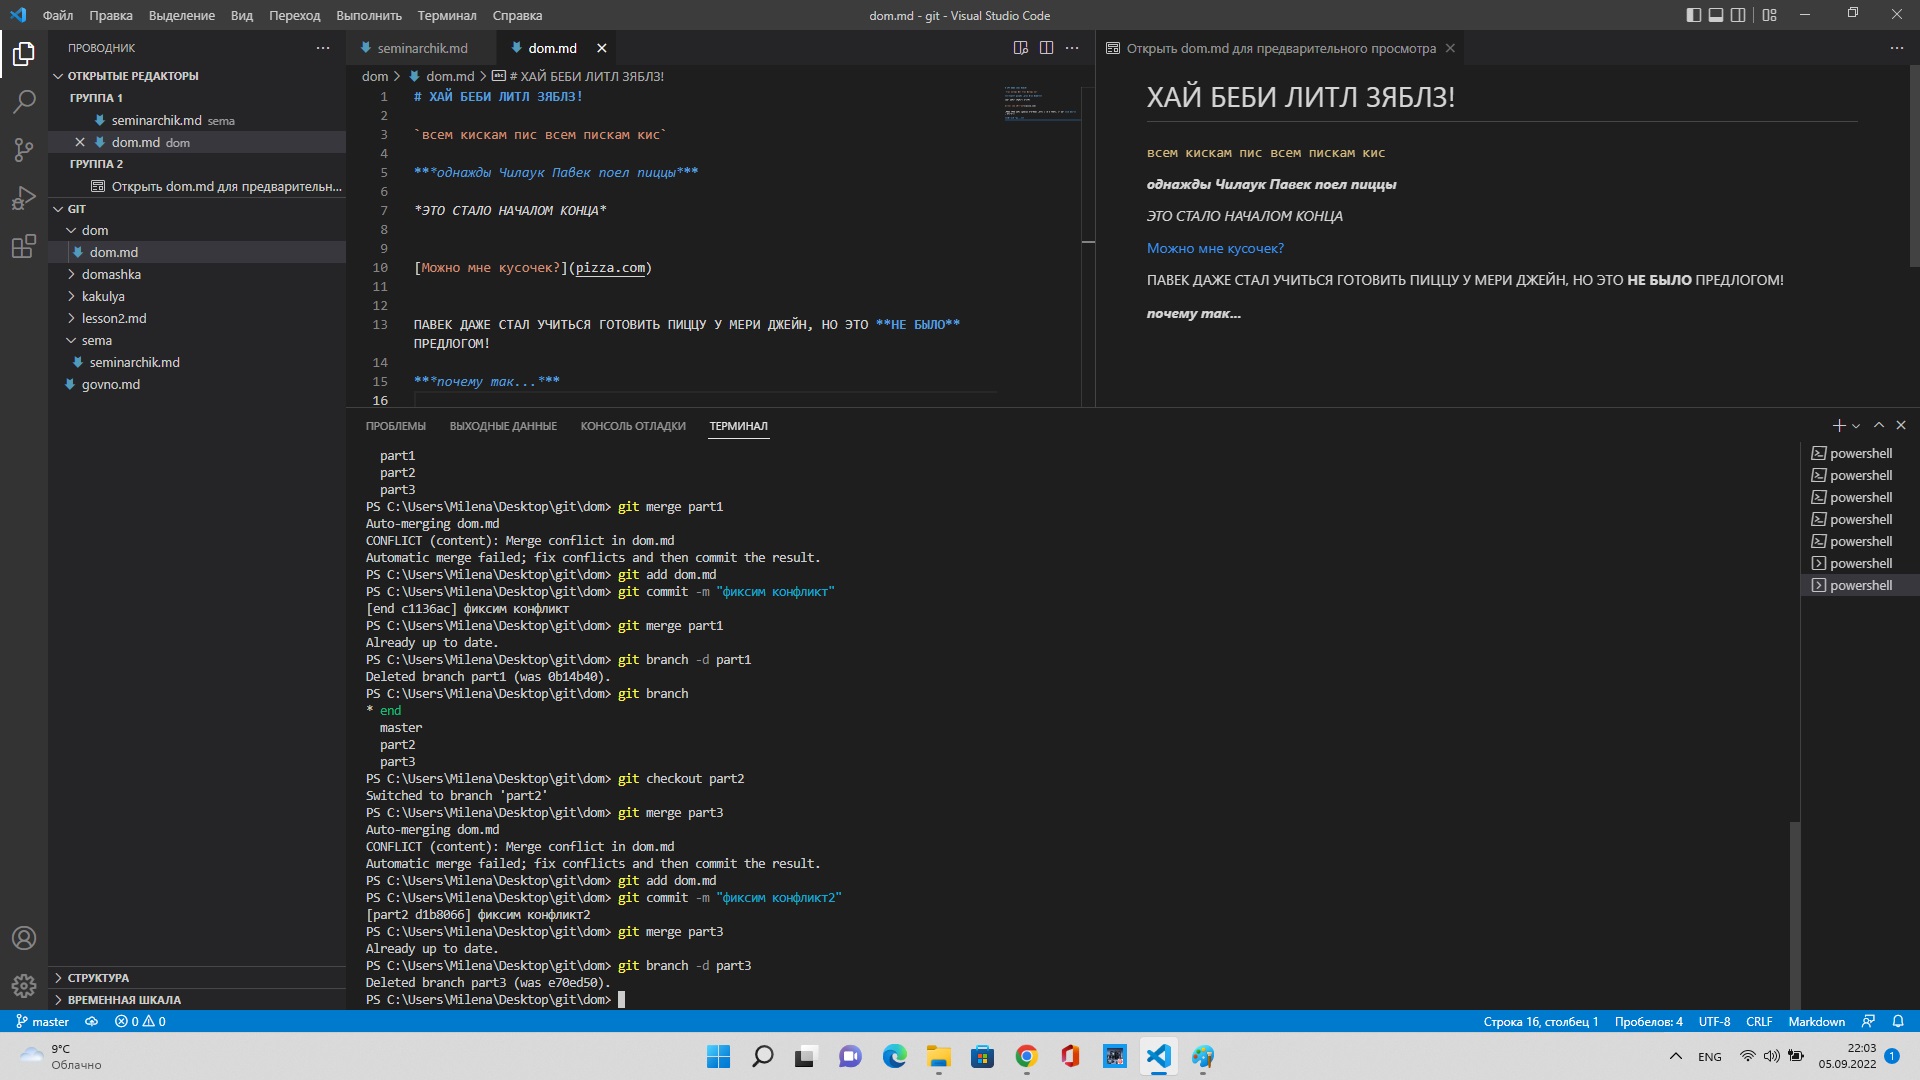 Файл Правка Выделение Вид Переход Выполнить Терминал Справка
dom.md - git - Visual Studio Code
ПРОВОДНИК
ОТКРЫТЫЕ РЕДАКТОРЫ
ГРУППА 1
seminarchik.md sema
dom.md dom
ГРУППА 2
Открыть dom.md для предварительн...
GIT
dom
dom.md
domashka
kakulya
lesson2.md
sema
seminarchik.md
govno.md
СТРУКТУРА
ВРЕМЕННАЯ ШКАЛА
seminarchik.md
dom.md
dom > dom.md > # ХАЙ БЕБИ ЛИТЛ ЗЯБЛЗ!
1 # ХАЙ БЕБИ ЛИТЛ ЗЯБЛЗ!
2
3 `всем кискам пис всем пискам кис`
4
5 ***однажды Чилаук Павек поел пиццы***
6
7 *ЭТО СТАЛО НАЧАЛОМ КОНЦА*
8
9
10 [Можно мне кусочек?](pizza.com)
11
12
13 ПАВЕК ДАЖЕ СТАЛ УЧИТЬСЯ ГОТОВИТЬ ПИЦЦУ У МЕРИ ДЖЕЙН, НО ЭТО **НЕ БЫЛО**
ПРЕДЛОГОМ!
14
15 ***почему так...***
16
Открыть dom.md для предварительного просмотра
ХАЙ БЕБИ ЛИТЛ ЗЯБЛЗ!
всем кискам пис всем пискам кис
однажды Чилаук Павек поел пиццы
ЭТО СТАЛО НАЧАЛОМ КОНЦА
Можно мне кусочек?
ПАВЕК ДАЖЕ СТАЛ УЧИТЬСЯ ГОТОВИТЬ ПИЦЦУ У МЕРИ ДЖЕЙН, НО ЭТО НЕ БЫЛО ПРЕДЛОГОМ!
почему так...
ПРОБЛЕМЫ ВЫХОДНЫЕ ДАННЫЕ КОНСОЛЬ ОТЛАДКИ ТЕРМИНАЛ
part1
part2
part3
PS C:\Users\Milena\Desktop\git\dom> git merge part1
Auto-merging dom.md
CONFLICT (content): Merge conflict in dom.md
Automatic merge failed; fix conflicts and then commit the result.
PS C:\Users\Milena\Desktop\git\dom> git add dom.md
PS C:\Users\Milena\Desktop\git\dom> git commit -m "фиксим конфликт"
[end c1136ac] фиксим конфликт
PS C:\Users\Milena\Desktop\git\dom> git merge part1
Already up to date.
PS C:\Users\Milena\Desktop\git\dom> git branch -d part1
Deleted branch part1 (was 0b14b40).
PS C:\Users\Milena\Desktop\git\dom> git branch
* end
master
part2
part3
PS C:\Users\Milena\Desktop\git\dom> git checkout part2
Switched to branch 'part2'
PS C:\Users\Milena\Desktop\git\dom> git merge part3
Auto-merging dom.md
CONFLICT (content): Merge conflict in dom.md
Automatic merge failed; fix conflicts and then commit the result.
PS C:\Users\Milena\Desktop\git\dom> git add dom.md
PS C:\Users\Milena\Desktop\git\dom> git commit -m "фиксим конфликт2"
[part2 d1b8066] фиксим конфликт2
PS C:\Users\Milena\Desktop\git\dom> git merge part3
Already up to date.
PS C:\Users\Milena\Desktop\git\dom> git branch -d part3
Deleted branch part3 (was e70ed50).
PS C:\Users\Milena\Desktop\git\dom>
powershell
powershell
powershell
powershell
powershell
powershell
powershell
master 0 0
Строка 16, столбец 1 Пробелов: 4 UTF-8 CRLF Markdown
9°C
Облачно
ENG
22:03
05.09.2022
1